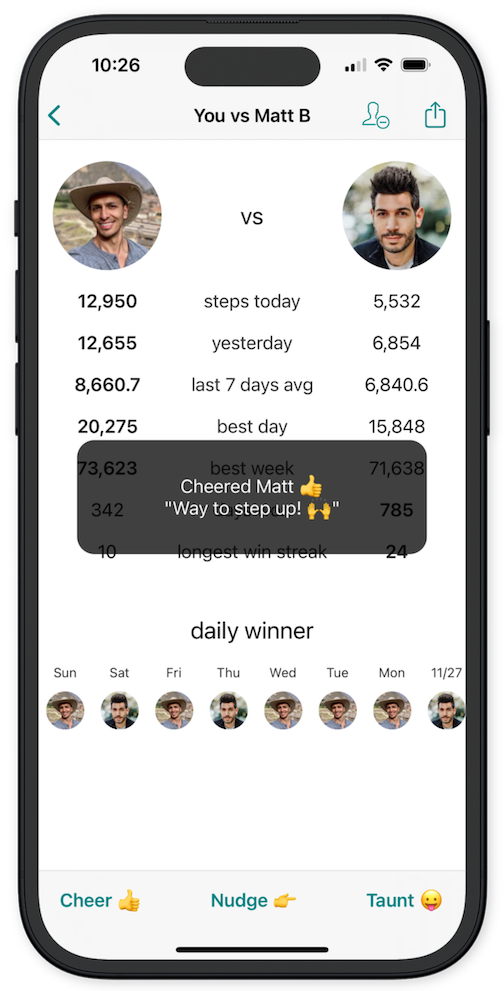 10:26
You vs Matt B
vs
12,950 steps today 5,532
12,655 yesterday 6,854
8,660.7 last 7 days avg 6,840.6
20,275 best day 15,848
73,623 best week 71,638
Cheered Matt 👍
"Way to step up! 🙌"
342 785
10 longest win streak 24
daily winner
Sun Sat Fri Thu Wed Tue Mon 11/27
Cheer 👍 Nudge 👉 Taunt 😛